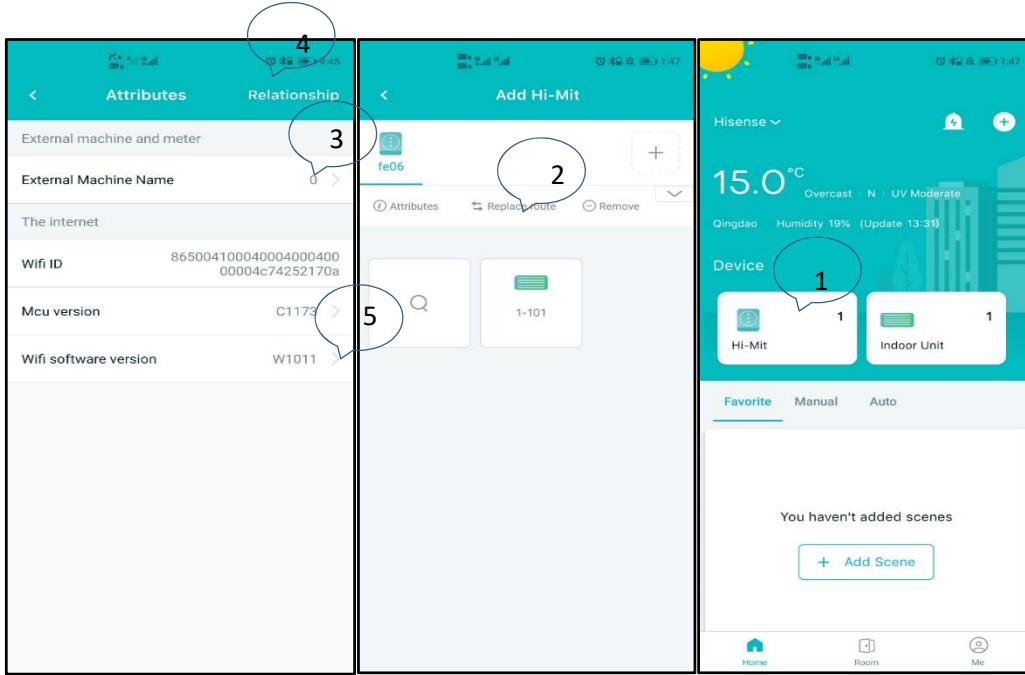 4
9:45
Attributes
Relationship
External machine and meter
3
External Machine Name
0
The internet
Wifi ID
865004100040004000400
00004c74252170a
Mcu version
C1173
5
Wifi software version
W1011
1:47
Add Hi-Mit
fe06
2
Attributes
Replace route
Remove
1-101
1:47
Hisense
15.0°C
Overcast N UV Moderate
Qingdao Humidity 19% (Update 13:31)
Device
1
1
Hi-Mit
1
Indoor Unit
Favorite
Manual
Auto
You haven't added scenes
+ Add Scene
Home
Room
Me